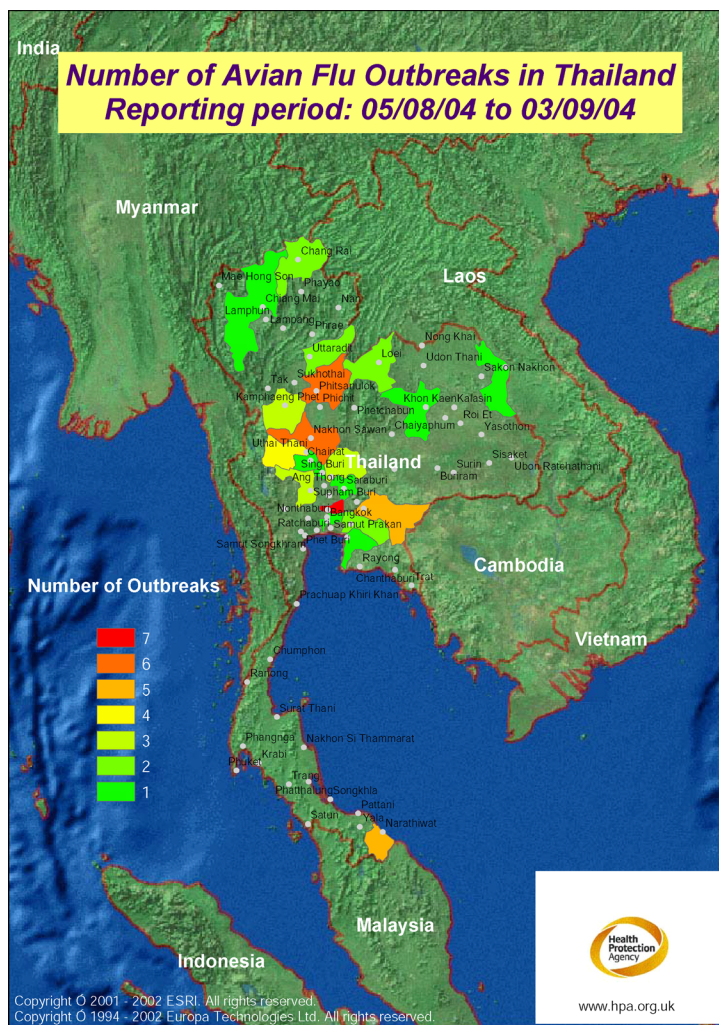 India
Number of Avian Flu Outbreaks in Thailand
Reporting period: 05/08/04 to 03/09/04
Myanmar
Chang Rai
Mae Hong Son
Phayao
Laos
Chiang Mai
Nan
Lamphun
Lampang
Phrae
Nong Khai
Uttaradit
Loei
Udon Thani
Sakon Nakhon
Sukhothai
Tak
Phitsanulok
Kamphaeng Phet
Phichit
Khon Kaen
Kalasin
Phetchabun
Roi Et
Chaiyaphum
Yasothon
Nakhon Sawan
Uthai Thani
Chainat
Sisaket
Sing Buri
Thailand
Surin
Ubon Ratchathani
Buriram
Ang Thong
Saraburi
Supham Buri
Nonthaburi
Bangkok
Ratchaburi
Samut Prakan
Samut Songkhram
Phet Buri
Rayong
Cambodia
Chanthaburi
Trat
Number of Outbreaks
Prachuap Khiri Khan
7
Vietnam
6
Chumphon
5
Ranong
4
Surat Thani
3
Phangnga
Nakhon Si Thammarat
Krabi
2
Phuket
Trang
1
Phatthalung
Songkhla
Pattani
Satun
Yala
Narathiwat
Malaysia
Indonesia
Health
Protection
Agency
www.hpa.org.uk
Copyright Ó 2001 - 2002 ESRI. All rights reserved.
Copyright Ó 1994 - 2002 Europa Technologies Ltd. All rights reserved.